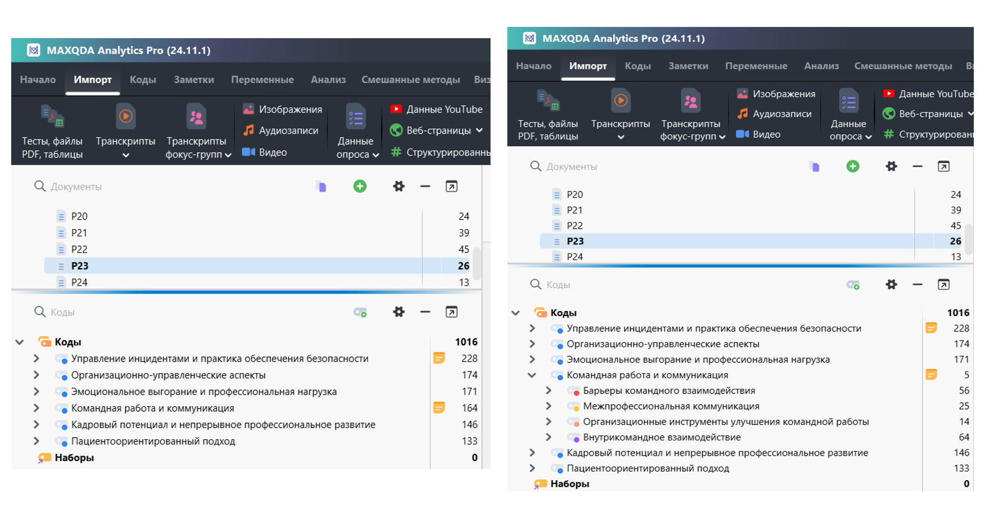 MAXQDA Analytics Pro (24.11.1)
Начало Импорт Коды Заметки Переменные Анализ Смешанные методы Виз
Тесты, файлы PDF, таблицы
Транскрипты
Транскрипты фокус-групп
Изображения
Аудиозаписи
Видео
Данные опроса
Данные YouTube
Веб-страницы
# Структурированны
Документы
P20 24
P21 39
P22 45
P23 26
P24 13
Коды
Коды 1016
Управление инцидентами и практика обеспечения безопасности 228
Организационно-управленческие аспекты 174
Эмоциональное выгорание и профессиональная нагрузка 171
Командная работа и коммуникация 164
Кадровый потенциал и непрерывное профессиональное развитие 146
Пациентоориентированный подход 133
Наборы 0
MAXQDA Analytics Pro (24.11.1)
Начало Импорт Коды Заметки Переменные Анализ Смешанные методы Ви
Тесты, файлы PDF, таблицы
Транскрипты
Транскрипты фокус-групп
Изображения
Аудиозаписи
Видео
Данные опроса
Данные YouTube
Веб-страницы
# Структурирован
Документы
P20 24
P21 39
P22 45
P23 26
P24 13
Коды
Коды 1016
Управление инцидентами и практика обеспечения безопасности 228
Организационно-управленческие аспекты 174
Эмоциональное выгорание и профессиональная нагрузка 171
Командная работа и коммуникация 5
Барьеры командного взаимодействия 56
Межпрофессиональная коммуникация 25
Организационные инструменты улучшения командной работы 14
Внутрикомандное взаимодействие 64
Кадровый потенциал и непрерывное профессиональное развитие 146
Пациентоориентированный подход 133
Наборы 0